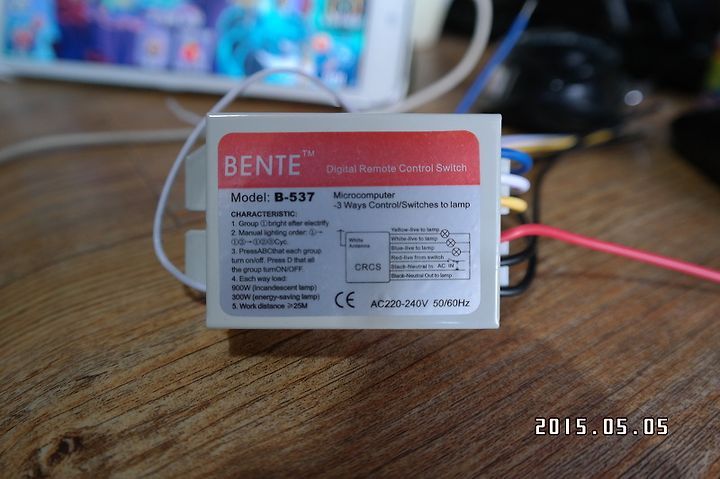 BENTE™
Digital Remote Control Switch
Model: B-537
Microcomputer
-3 Ways Control/Switches to lamp
CHARACTERISTIC:
1. Group ① bright after electrify.
2. Manual lighting order: ①→
①②→①②③Cyc.
3. PressABCthat each group
turn on/off. Press D that all
the group turnON/OFF.
4. Each way load:
900W (incandescent lamp)
300W (energy-saving lamp)
5. Work distance ≥25M
White
Antenna
CRCS
Yellow-live to lamp
White-live to lamp
Blue-live to lamp
Red-live from switch
Black-Neutral In
AC IN
Black-Neutral Out to lamp
CE
AC220-240V 50/60Hz
2015.05.05